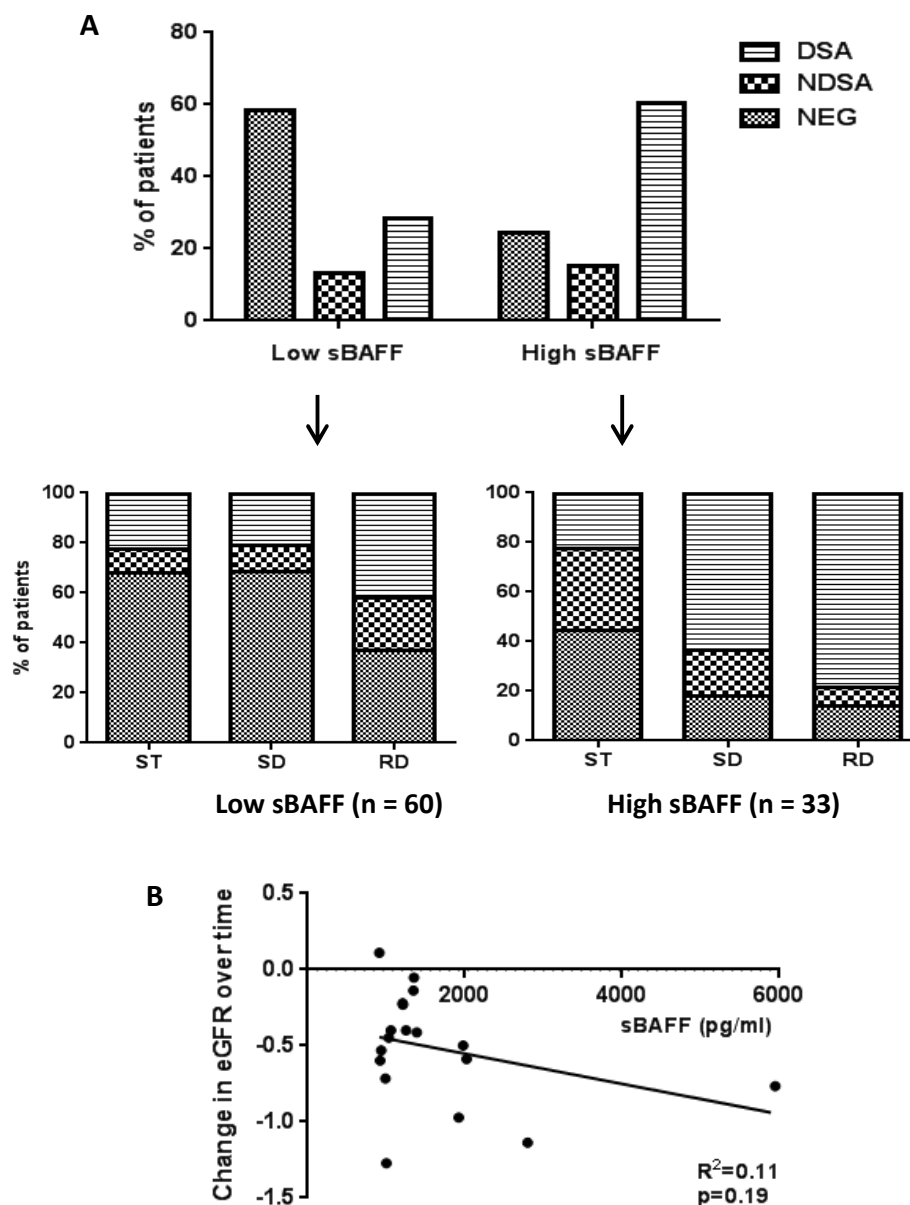 A
% of patients
80
60
40
20
0
DSA
NDSA
NEG
Low sBAFF
High sBAFF
% of patients
100
80
60
40
20
0
ST
SD
RD
Low sBAFF (n = 60)
100
80
60
40
20
0
ST
SD
RD
High sBAFF (n = 33)
B
Change in eGFR over time
0.5
0.0
-0.5
-1.0
-1.5
2000
4000
6000
sBAFF (pg/ml)
R²=0.11
p=0.19